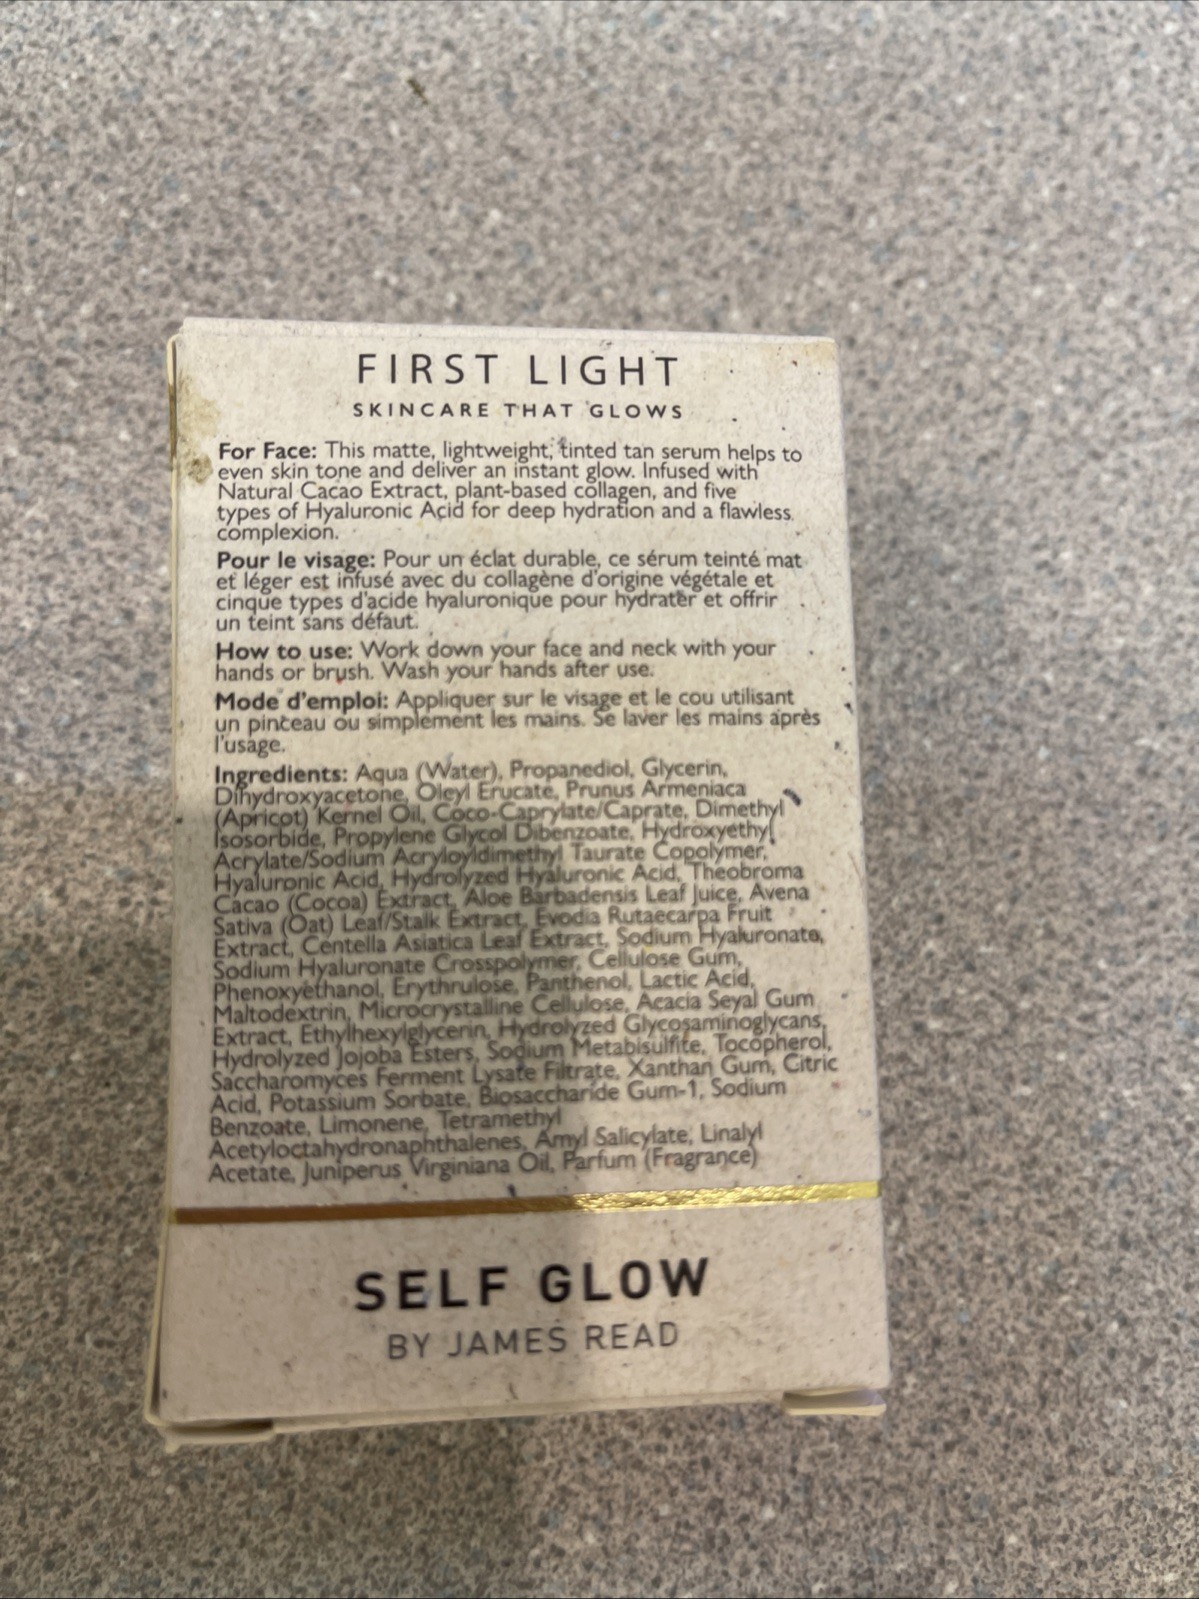 FIRST LIGHT
SKINCARE THAT GLOWS
For Face: This matte, lightweight, tinted tan serum helps to
even skin tone and deliver an instant glow. Infused with
Natural Cacao Extract, plant-based collagen, and five
types of Hyaluronic Acid for deep hydration and a flawless
complexion.
Pour le visage: Pour un éclat durable, ce sérum teinté mat
et léger est infusé avec du collagène d'origine végétale et
cinque types d'acide hyaluronique pour hydrater et offrir
un teint sans défaut.
How to use: Work down your face and neck with your
hands or brush. Wash your hands after use.
Mode d'emploi: Appliquer sur le visage et le cou utilisant
un pinceau ou simplement les mains. Se laver les mains après
l'usage.
Ingredients: Aqua (Water), Propanediol, Glycerin,
Dihydroxyacetone, Oleyl Erucate, Prunus Armeniaca
(Apricot) Kernel Oil, Coco-Caprylate/Caprate, Dimethyl
Isosorbide, Propylene Glycol Dibenzoate, Hydroxyethyl
Acrylate/Sodium Acryloyldimethyl Taurate Copolymer,
Hyaluronic Acid, Hydrolyzed Hyaluronic Acid, Theobroma
Cacao (Cocoa) Extract, Aloe Barbadensis Leaf Juice, Avena
Sativa (Oat) Leaf/Stalk Extract, Evodia Rutaecarpa Fruit
Extract, Centella Asiatica Leaf Extract, Sodium Hyaluronate,
Sodium Hyaluronate Crosspolymer, Cellulose Gum,
Phenoxyethanol, Erythrulose, Panthenol, Lactic Acid,
Maltodextrin, Microcrystalline Cellulose, Acacia Seyal Gum
Extract, Ethylhexylglycerin, Hydrolyzed Glycosaminoglycans,
Hydrolyzed Jojoba Esters, Sodium Metabisulfite, Tocopherol,
Saccharomyces Ferment Lysate Filtrate, Xanthan Gum, Citric
Acid, Potassium Sorbate, Biosaccharide Gum-1, Sodium
Benzoate, Limonene, Tetramethyl
Acetyloctahydronaphthalenes, Amyl Salicylate, Linalyl
Acetate, Juniperus Virginiana Oil, Parfum (Fragrance)
SELF GLOW
BY JAMES READ